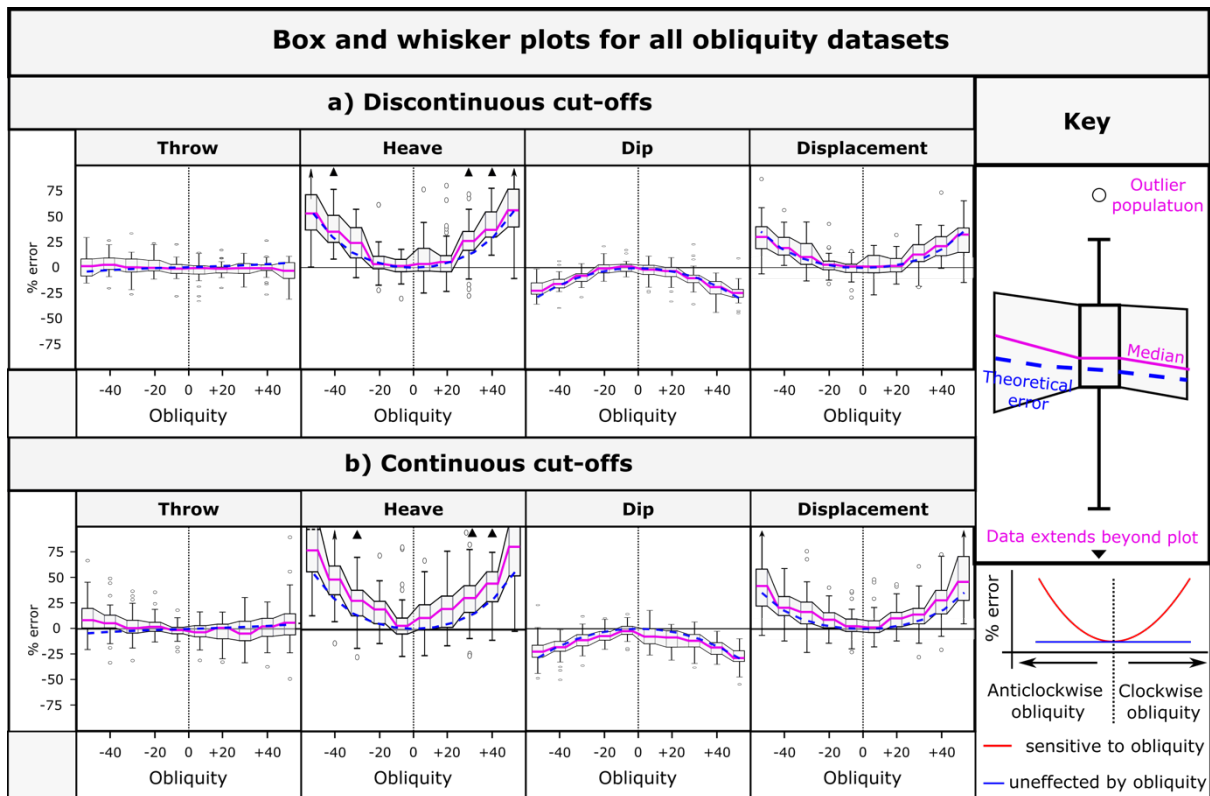 Box and whisker plots for all obliquity datasets
a) Discontinuous cut-offs
Throw
Heave
Dip
Displacement
% error
75
50
25
0
-25
-50
-75
-40 -20 0 +20 +40
-40 -20 0 +20 +40
-40 -20 0 +20 +40
-40 -20 0 +20 +40
Obliquity
Obliquity
Obliquity
Obliquity
b) Continuous cut-offs
Throw
Heave
Dip
Displacement
% error
75
50
25
0
-25
-50
-75
-40 -20 0 +20 +40
-40 -20 0 +20 +40
-40 -20 0 +20 +40
-40 -20 0 +20 +40
Obliquity
Obliquity
Obliquity
Obliquity
Key
Outlier
populatuon
Median
Theoretical
error
Data extends beyond plot
% error
Anticlockwise
obliquity
Clockwise
obliquity
sensitive to obliquity
uneffected by obliquity